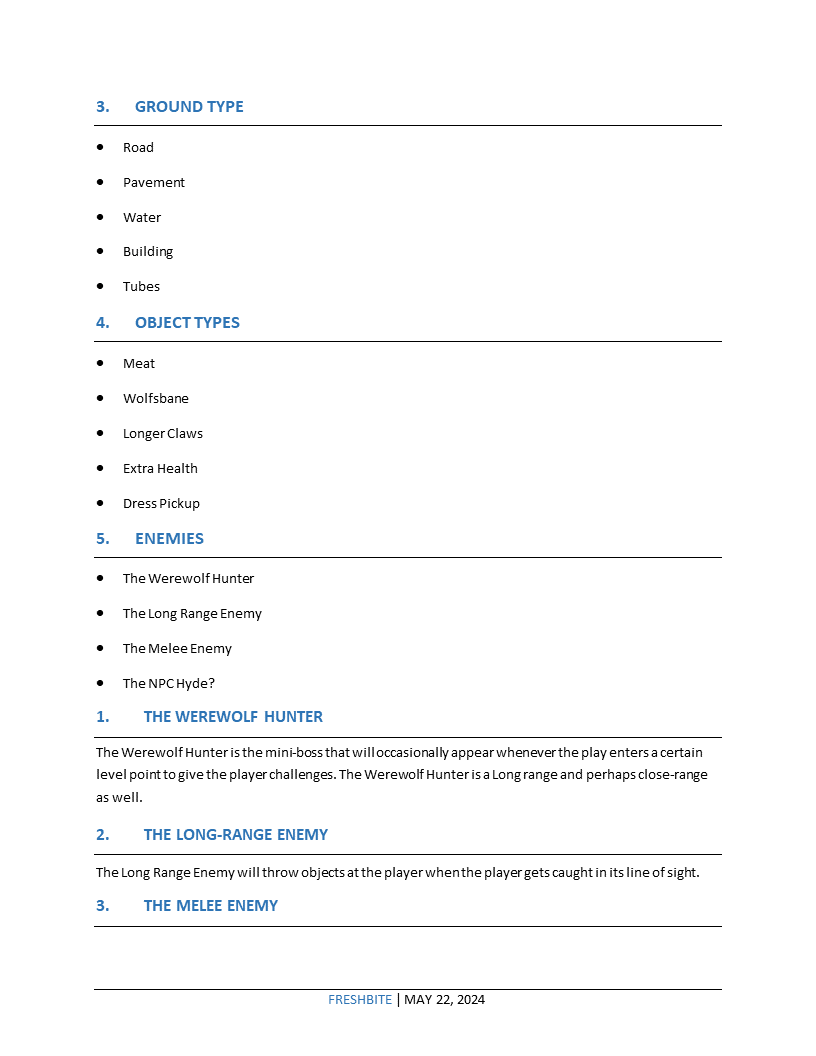 3. GROUND TYPE
• Road
• Pavement
• Water
• Building
• Tubes
4. OBJECT TYPES
• Meat
• Wolfsbane
• Longer Claws
• Extra Health
• Dress Pickup
5. ENEMIES
• The Werewolf Hunter
• The Long Range Enemy
• The Melee Enemy
• The NPC Hyde?
1. THE WEREWOLF HUNTER
The Werewolf Hunter is the mini-boss that will occasionally appear whenever the play enters a certain
level point to give the player challenges. The Werewolf Hunter is a Long range and perhaps close-range
as well.
2. THE LONG-RANGE ENEMY
The Long Range Enemy will throw objects at the player when the player gets caught in its line of sight.
3. THE MELEE ENEMY
FRESHBITE | MAY 22, 2024